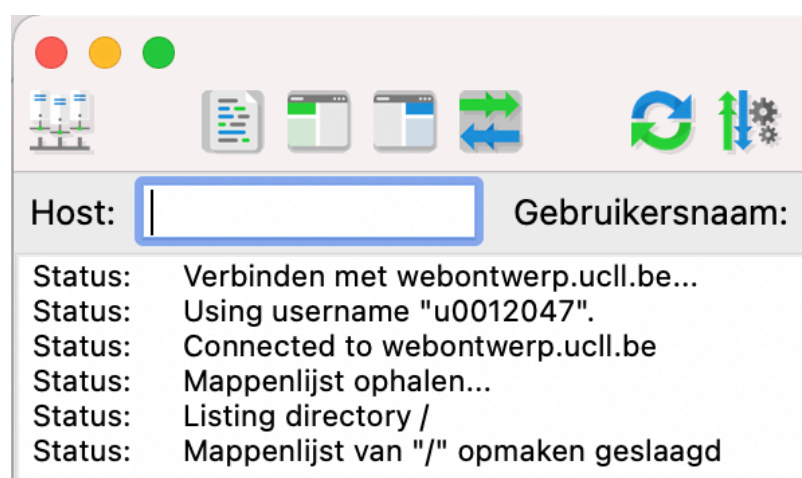 Host: Gebruikersnaam:
Status: Verbinden met webontwerp.ucll.be...
Status: Using username "u0012047".
Status: Connected to webontwerp.ucll.be
Status: Mappenlijst ophalen...
Status: Listing directory /
Status: Mappenlijst van "/" opmaken geslaagd